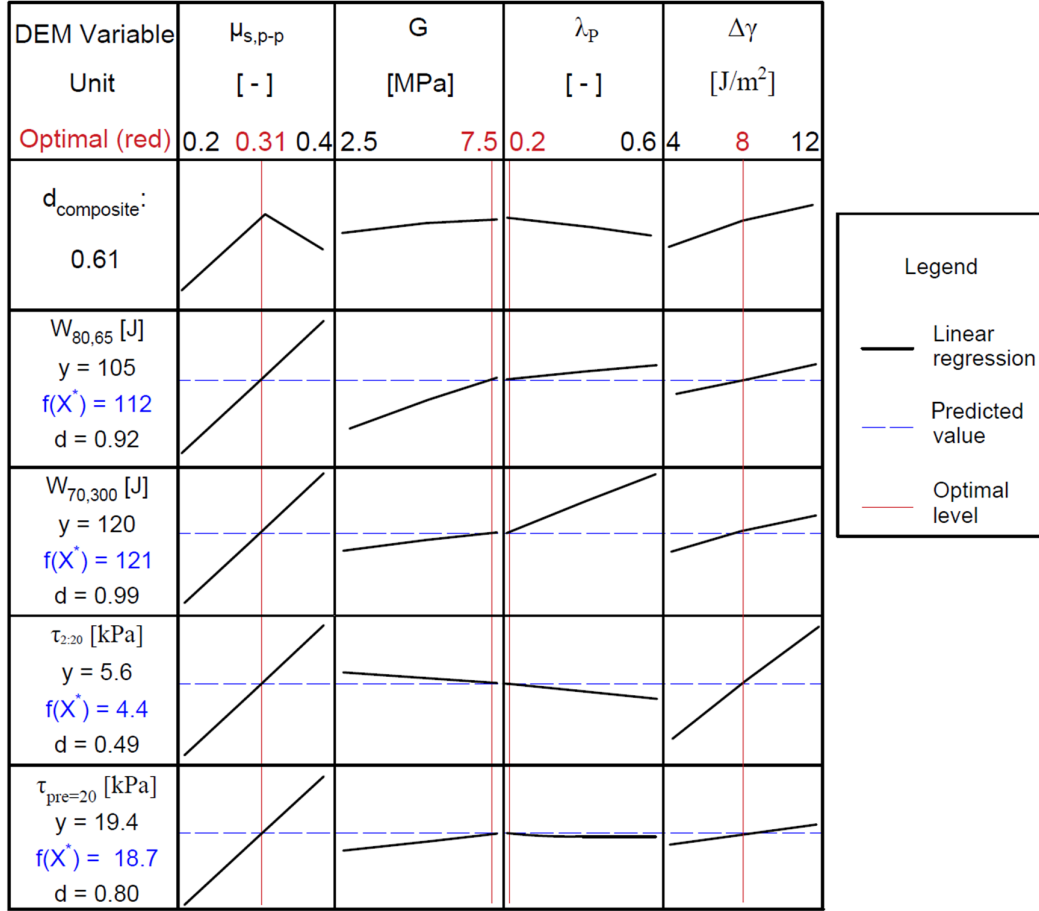 DEM Variable μs,p-p G λP Δγ
Unit [ - ] [MPa] [ - ] [J/m²]
Optimal (red) 0.2 0.31 0.4 2.5 7.5 0.2 0.6 4 8 12
dcomposite:
0.61
W80,65 [J]
y = 105
f(X*) = 112
d = 0.92
W70,300 [J]
y = 120
f(X*) = 121
d = 0.99
τ2:20 [kPa]
y = 5.6
f(X*) = 4.4
d = 0.49
τpre=20 [kPa]
y = 19.4
f(X*) = 18.7
d = 0.80
Legend
Linear
regression
Predicted
value
Optimal
level